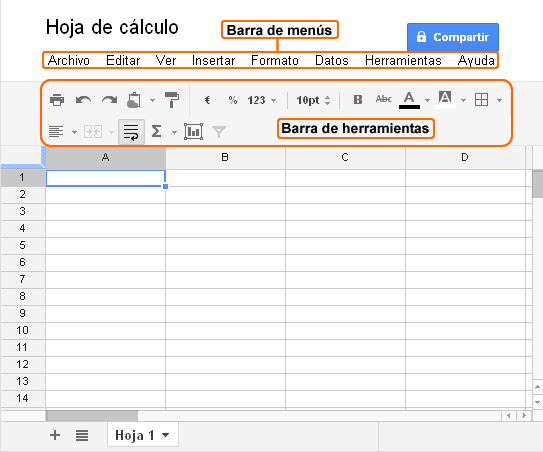 Hoja de cálculo
Barra de menús
Compartir
Archivo Editar Ver Insertar Formato Datos Herramientas Ayuda
€ % 123 10pt B Abc A A
Σ Barra de herramientas
A B C D
1
2
3
4
5
6
7
8
9
10
11
12
13
14
+ Hoja 1